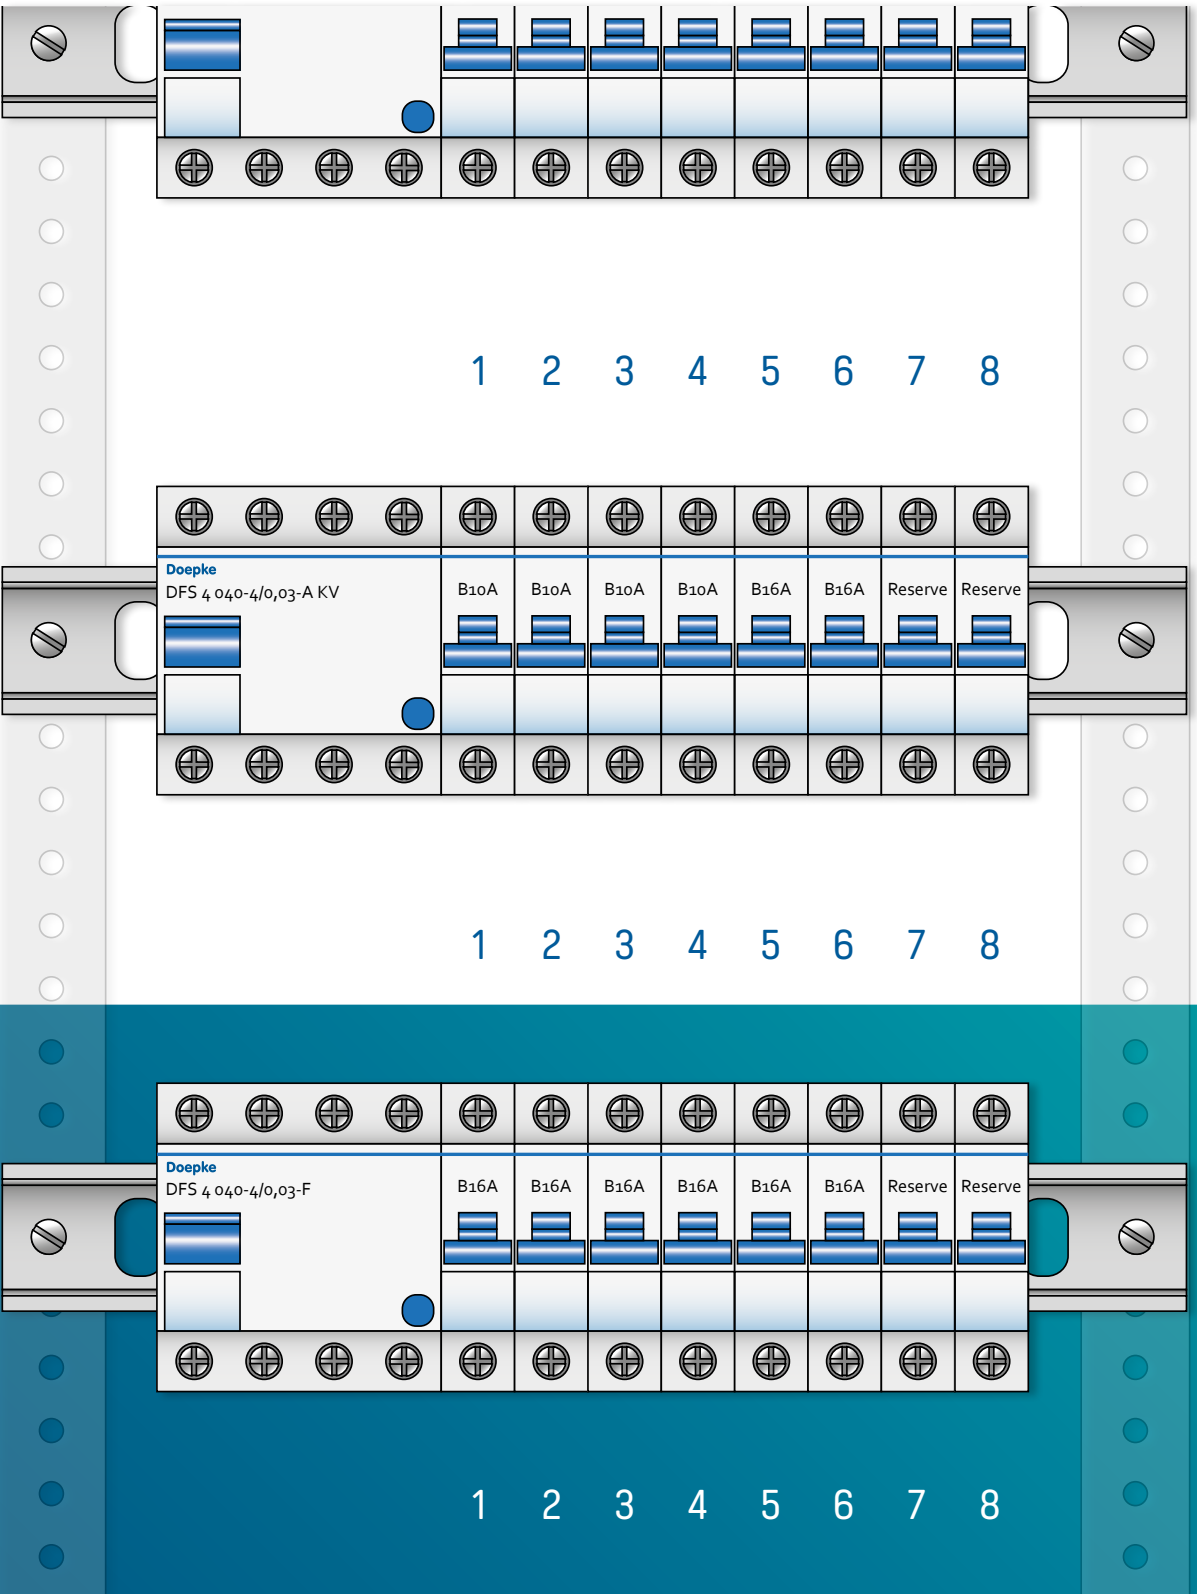 1 2 3 4 5 6 7 8
Doepke
DFS 4 040-4/0,03-A KV
B10A B10A B10A B10A B16A B16A Reserve Reserve
1 2 3 4 5 6 7 8
Doepke
DFS 4 040-4/0,03-F
B16A B16A B16A B16A B16A B16A Reserve Reserve
1 2 3 4 5 6 7 8